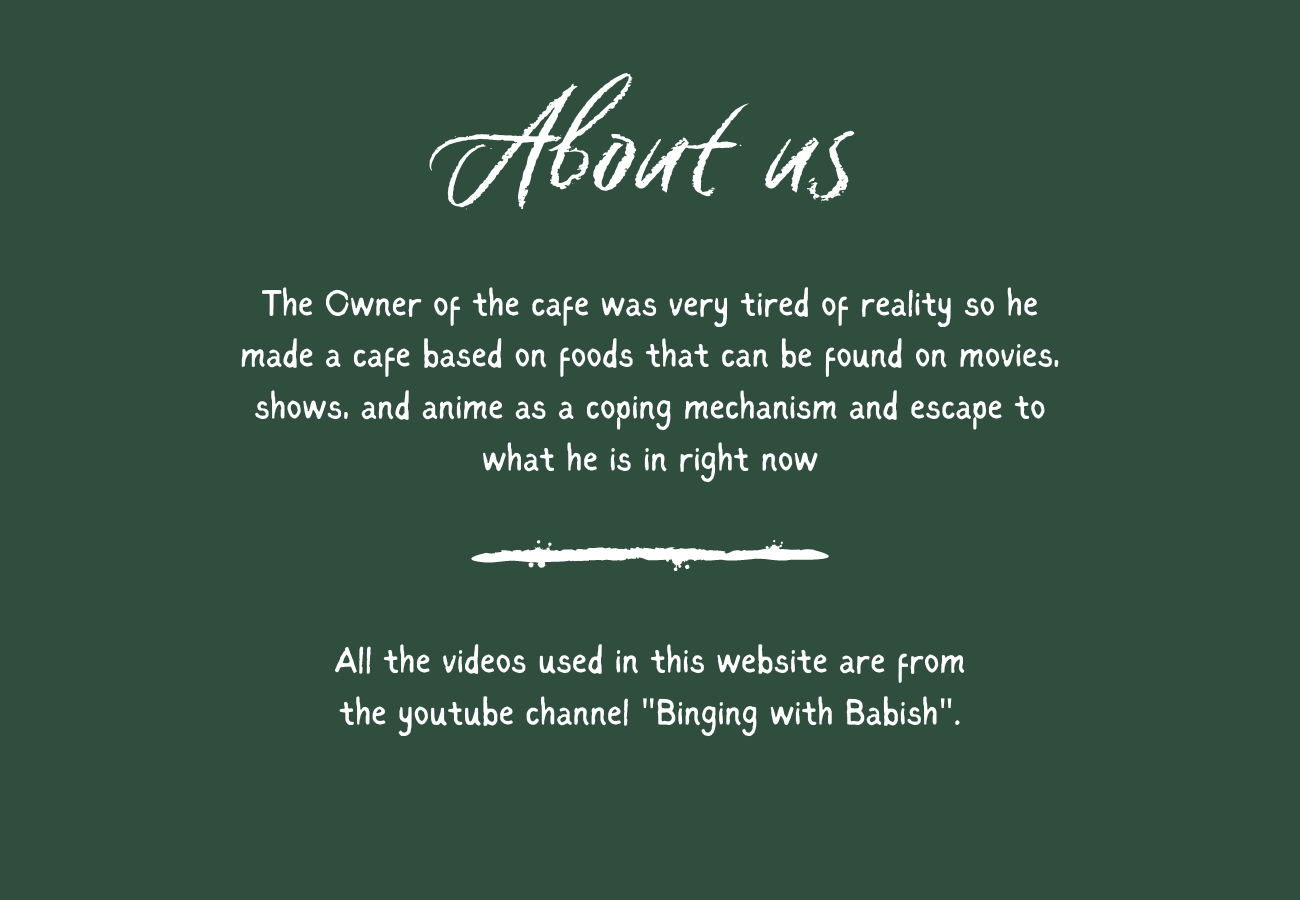 About us
The Owner of the cafe was very tired of reality so he
made a cafe based on foods that can be found on movies,
shows, and anime as a coping mechanism and escape to
what he is in right now
All the videos used in this website are from
the youtube channel "Binging with Babish".